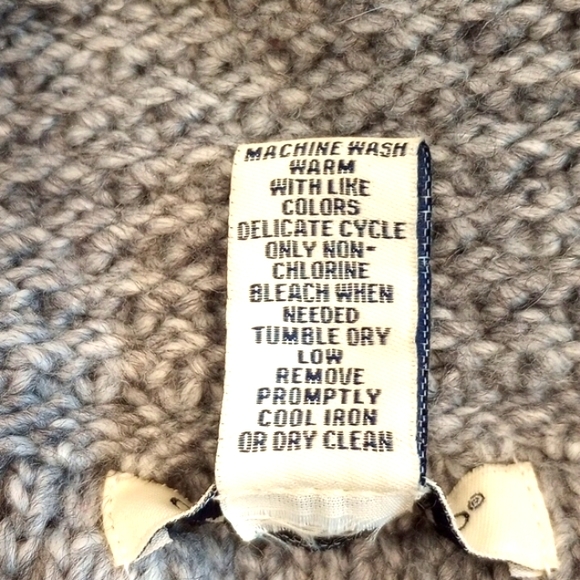 MACHINE WASH
WARM
WITH LIKE
COLORS
DELICATE CYCLE
ONLY NON-
CHLORINE
BLEACH WHEN
NEEDED
TUMBLE DRY
LOW
REMOVE
PROMPTLY
COOL IRON
OR DRY CLEAN